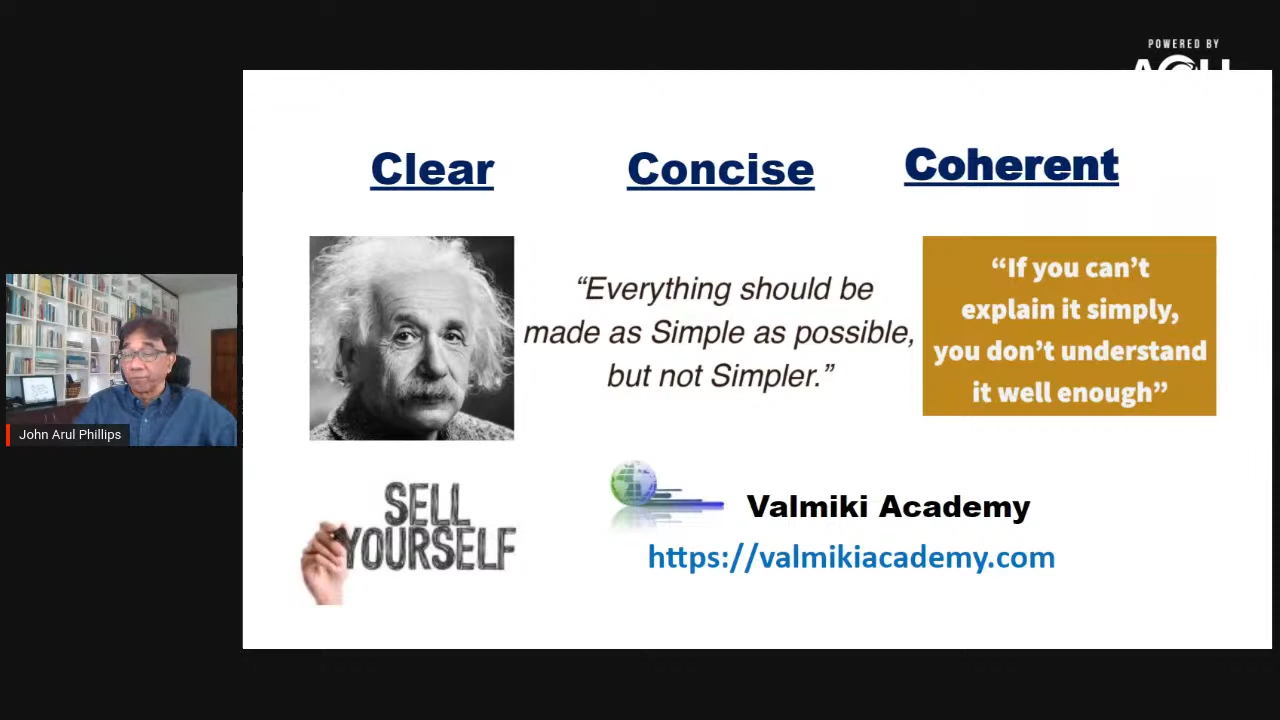 POWERED BY
Clear
Concise
Coherent
“Everything should be
made as Simple as possible,
but not Simpler.”
“If you can’t
explain it simply,
you don’t understand
it well enough”
SELL
YOURSELF
Valmiki Academy
https://valmikiacademy.com
John Arul Phillips